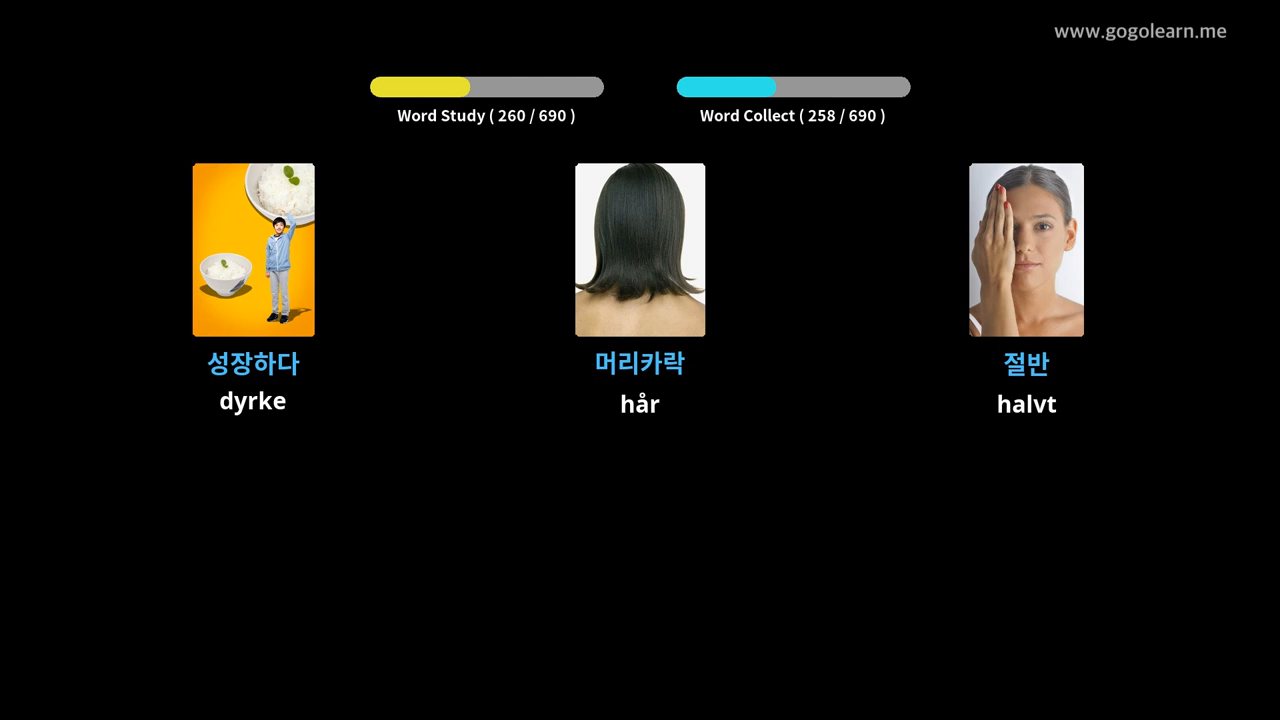 www.gogolearn.me
Word Study ( 260 / 690 )
Word Collect ( 258 / 690 )
성장하다
dyrke
머리카락
hår
절반
halvt